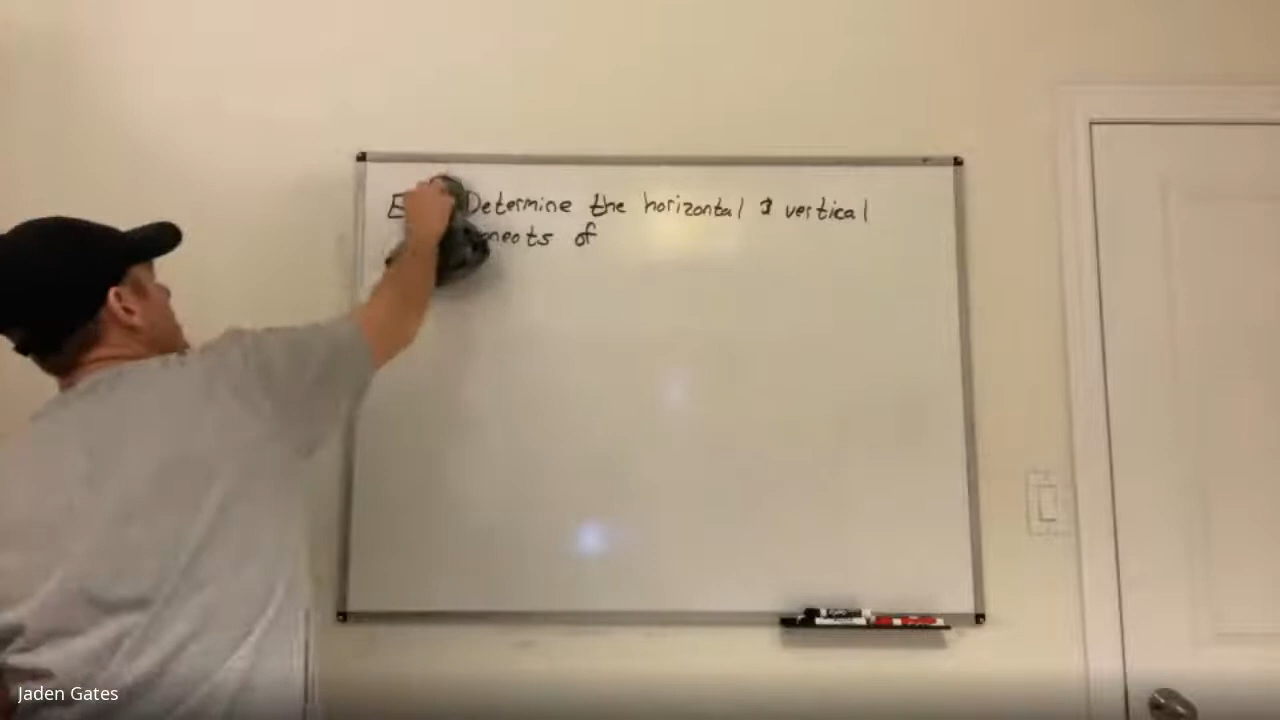 Determine the horizontal & vertical
of
Jaden Gates